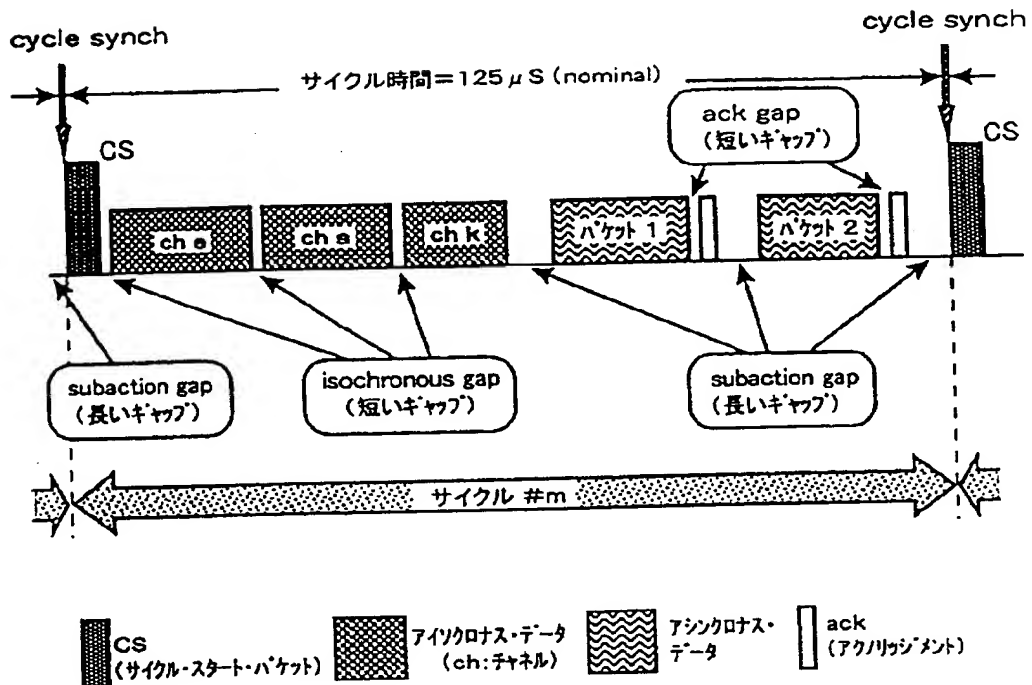 cycle synch
cycle synch
サイクル時間=125μS(nominal)
CS
CS
ack gap
(短いギャップ)
ch e
ch a
ch k
パケット 1
パケット 2
subaction gap
(長いギャップ)
isochronous gap
(短いギャップ)
subaction gap
(長いギャップ)
サイクル #m
CS
(サイクル・スタート・パケット)
アイソクロナス・データ
(ch:チャネル)
アシンクロナス・
データ
ack
(アクノリッジメント)